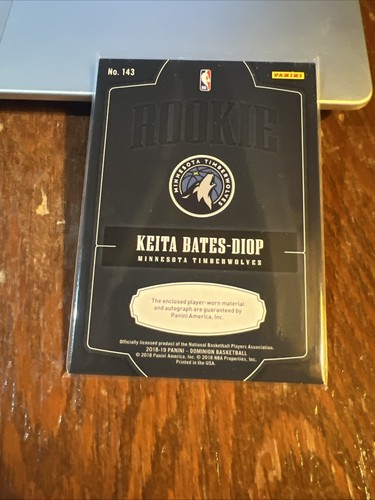 No. 143
NBA
PANINI
ROOKIE
MINNESOTA TIMBERWOLVES
KEITA BATES-DIOP
MINNESOTA TIMBERWOLVES
The enclosed player-worn material
and autograph are guaranteed by
Panini America, Inc.
Officially licensed product of the National Basketball Players Association.
2018-19 PANINI - DOMINION BASKETBALL
© 2018 Panini America, Inc. © 2018 NBA Properties, Inc.
Printed in the USA.